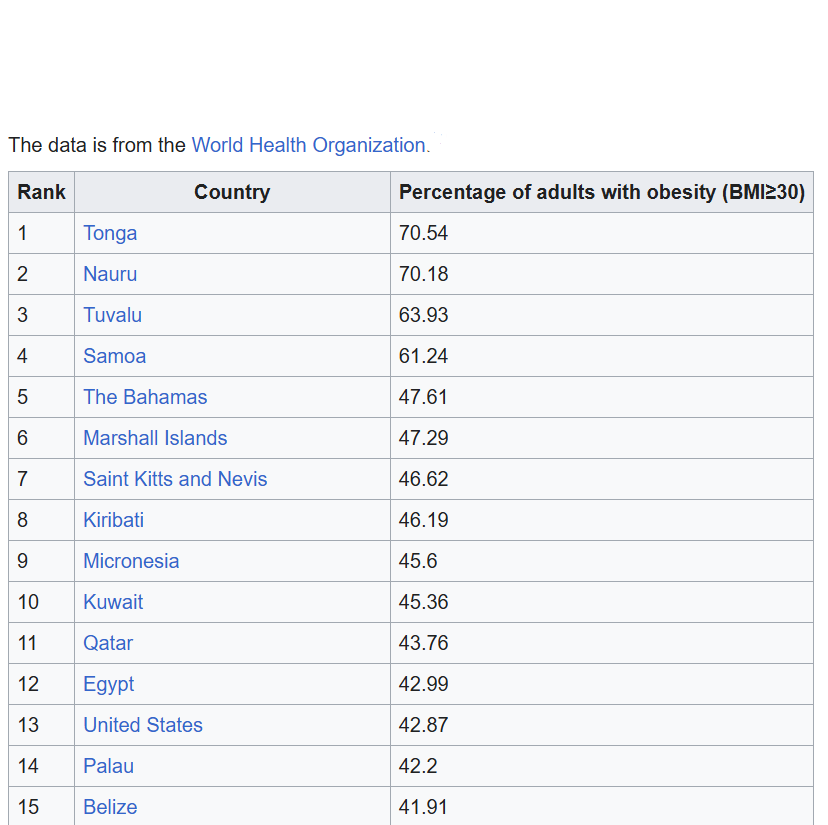 The data is from the World Health Organization.
Rank Country Percentage of adults with obesity (BMI≥30)
1 Tonga 70.54
2 Nauru 70.18
3 Tuvalu 63.93
4 Samoa 61.24
5 The Bahamas 47.61
6 Marshall Islands 47.29
7 Saint Kitts and Nevis 46.62
8 Kiribati 46.19
9 Micronesia 45.6
10 Kuwait 45.36
11 Qatar 43.76
12 Egypt 42.99
13 United States 42.87
14 Palau 42.2
15 Belize 41.91